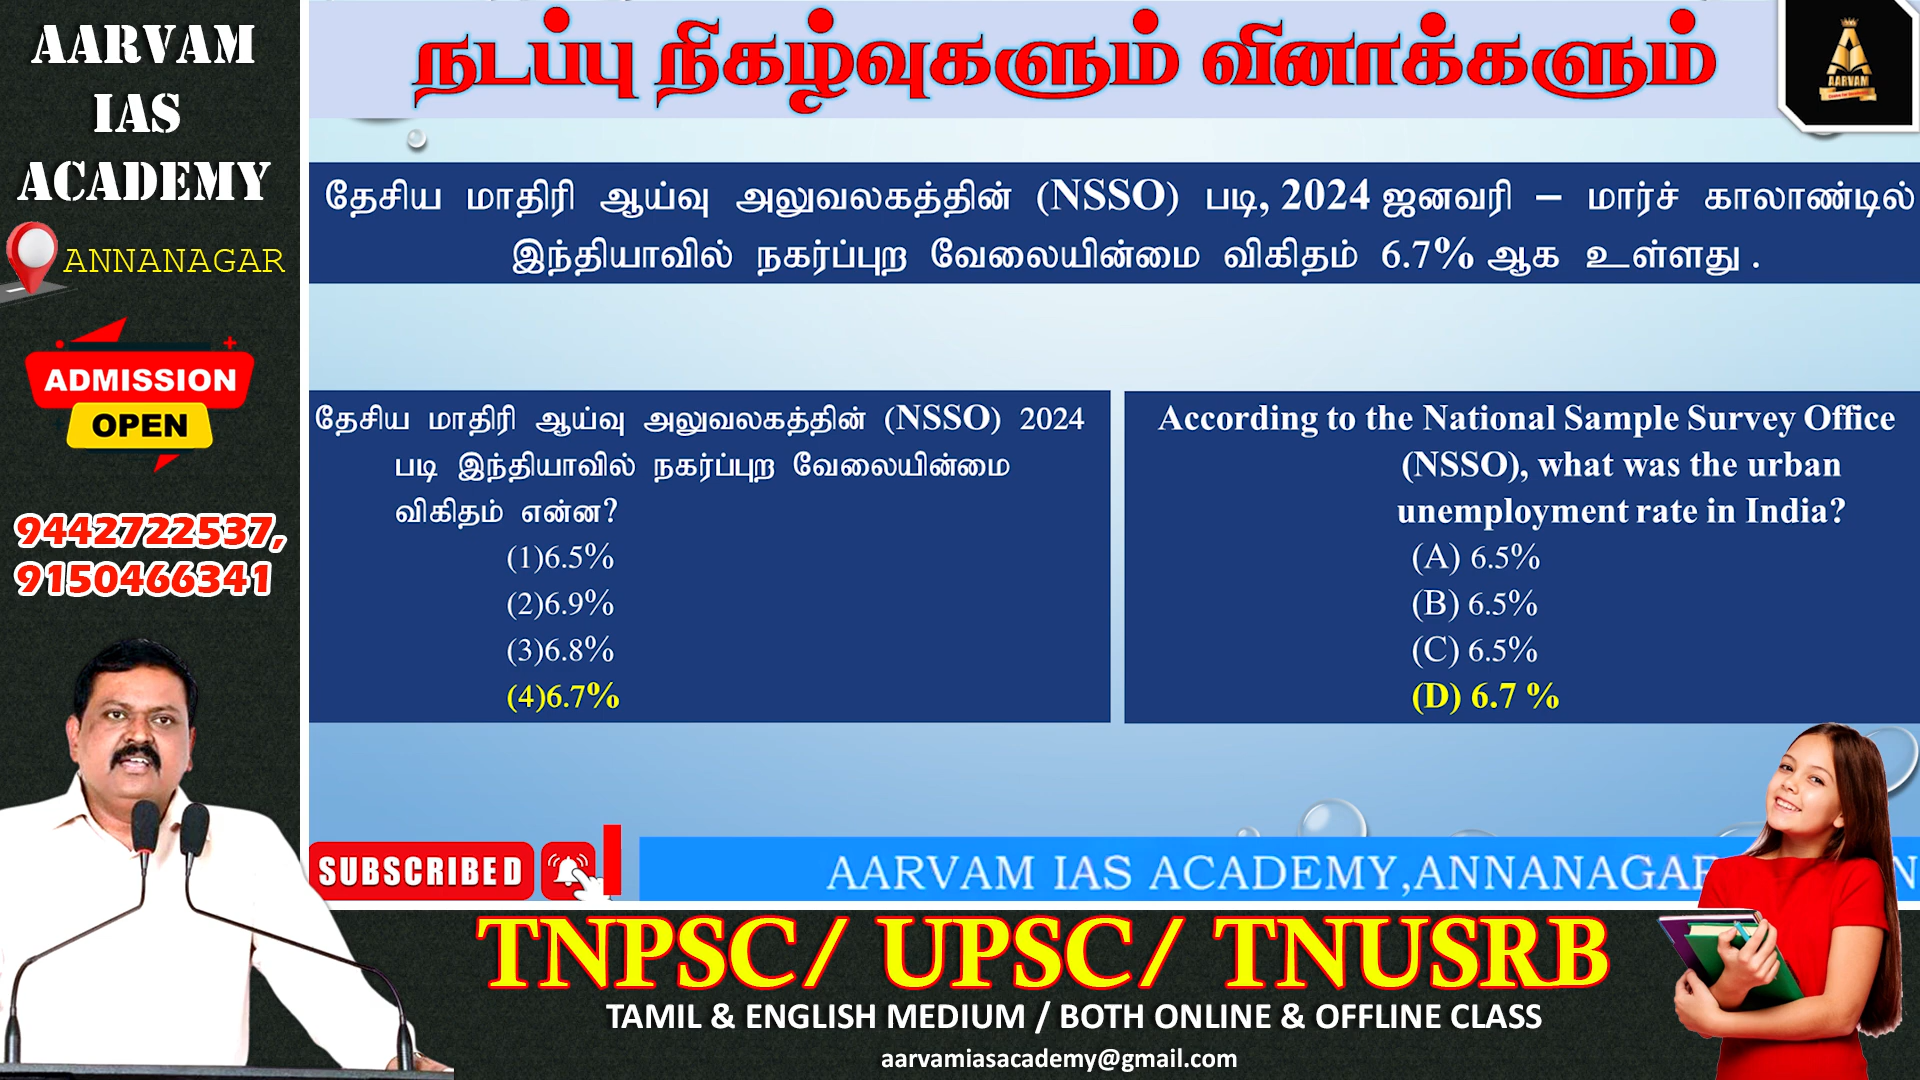 AARVAM
IAS
ACADEMY
ANNANAGAR
ADMISSION
OPEN
9442722537,
9150466341
நடப்பு நிகழ்வுகளும் வினாக்களும்
AARVAM
தேசிய மாதிரி ஆய்வு அலுவலகத்தின் (NSSO) படி, 2024 ஜனவரி – மார்ச் காலாண்டில்
இந்தியாவில் நகர்ப்புற வேலையின்மை விகிதம் 6.7% ஆக உள்ளது .
தேசிய மாதிரி ஆய்வு அலுவலகத்தின் (NSSO) 2024
படி இந்தியாவில் நகர்ப்புற வேலையின்மை
விகிதம் என்ன?
(1)6.5%
(2)6.9%
(3)6.8%
(4)6.7%
According to the National Sample Survey Office
(NSSO), what was the urban
unemployment rate in India?
(A) 6.5%
(B) 6.5%
(C) 6.5%
(D) 6.7 %
SUBSCRIBED
AARVAM IAS ACADEMY,ANNANAGAR
TNPSC/ UPSC/ TNUSRB
TAMIL & ENGLISH MEDIUM / BOTH ONLINE & OFFLINE CLASS
aarvamiasacademy@gmail.com